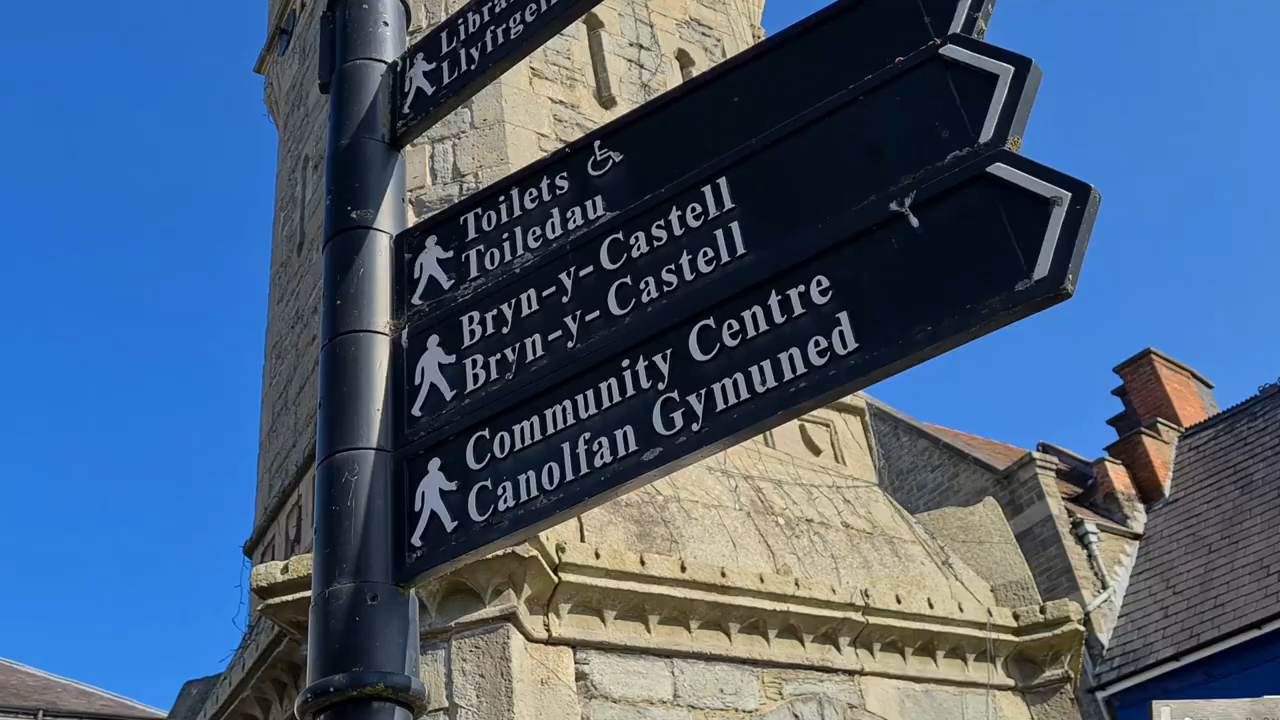 Toilets
Toiledau
Bryn-y-Castell
Bryn-y-Castell
Community Centre
Canolfan Gymuned